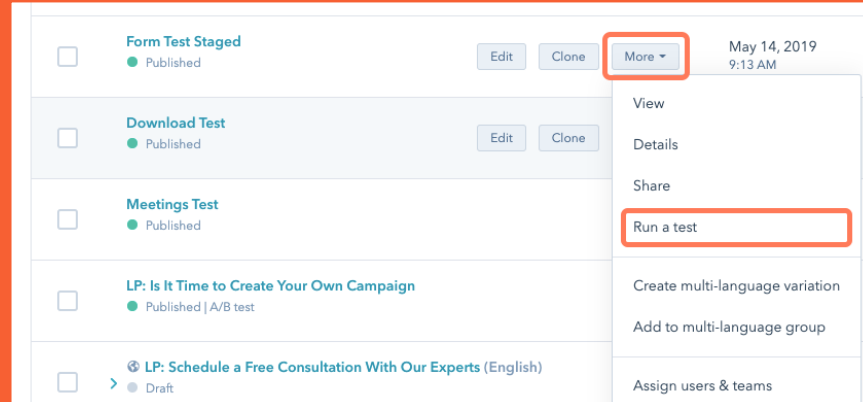 Form Test Staged
Published
Edit
Clone
More
May 14, 2019
9:13 AM
View
Details
Share
Run a test
Create multi-language variation
Add to multi-language group
Assign users & teams
Download Test
Published
Edit
Clone
Meetings Test
Published
LP: Is It Time to Create Your Own Campaign
Published | A/B test
LP: Schedule a Free Consultation With Our Experts (English)
Draft